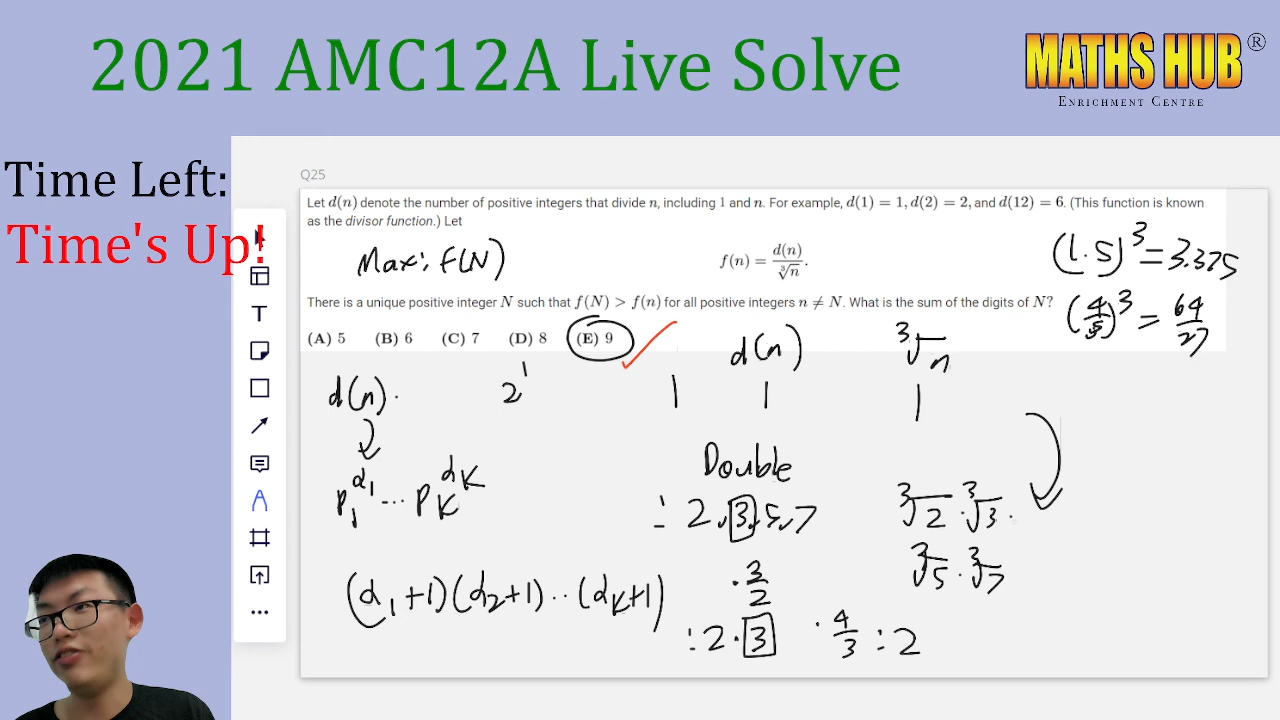 2021 AMC12A Live Solve
MATHS HUB ®
ENRICHMENT CENTRE
Time Left:
Time's Up!
Q25
Let d(n) denote the number of positive integers that divide n, including 1 and n. For example, d(1) = 1, d(2) = 2, and d(12) = 6. (This function is known
as the divisor function.) Let
Max: f(N)
f(n) = d(n)/∛n.
(1.5)³ = 3.375
There is a unique positive integer N such that f(N) > f(n) for all positive integers n ≠ N. What is the sum of the digits of N?
(4/3)³ = 64/27
(A) 5 (B) 6 (C) 7 (D) 8 (E) 9
d(n) ∛n
d(n). 2¹ 1 1 1
Double
p₁^α₁ ... p_K^α_K
÷ 2.3.5.7 ∛2 . ∛3 .
∛5 . ∛7
. 3/2
(α₁+1)(α₂+1)..(α_K+1)
÷ 2 . 3 . 4/3 ÷ 2
T
A